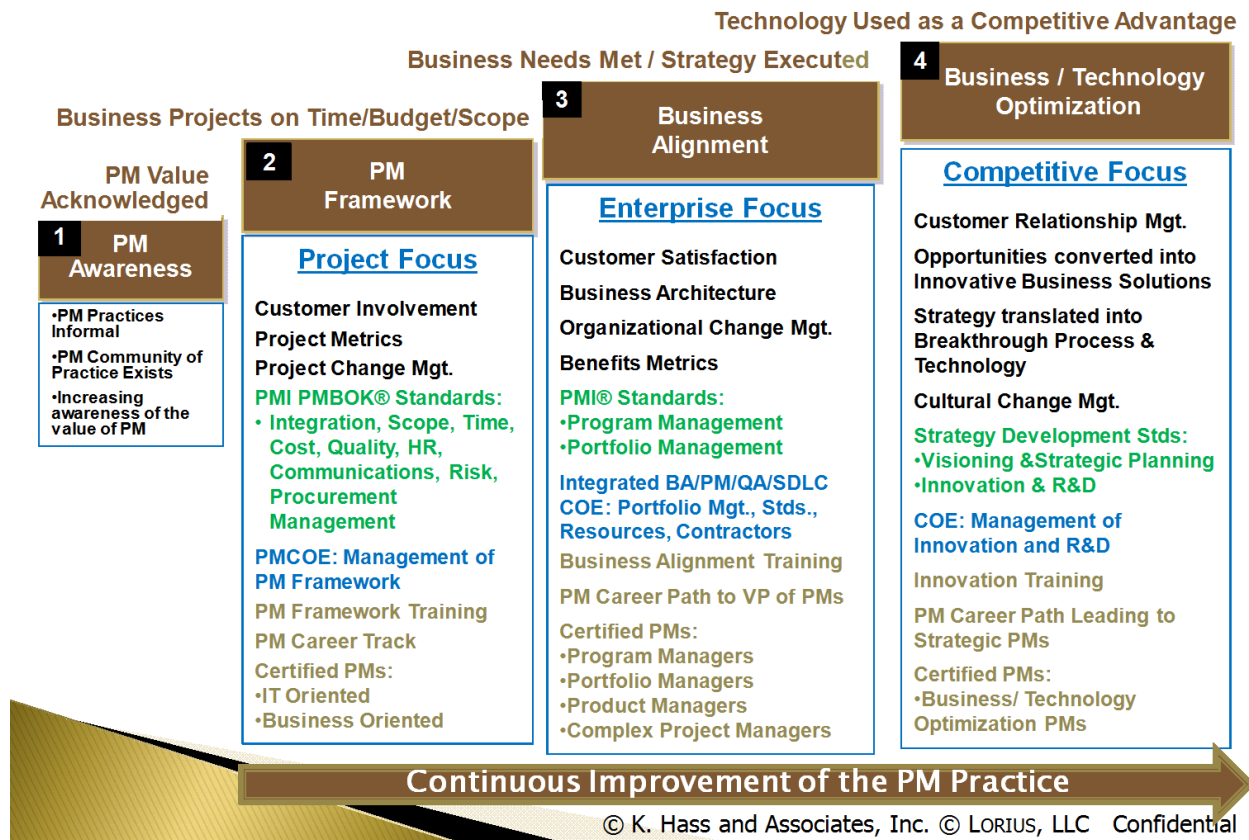 Technology Used as a Competitive Advantage
Business Needs Met / Strategy Executed
Business Projects on Time/Budget/Scope
PM Value
Acknowledged
1
PM
Awareness
•PM Practices
Informal
•PM Community of
Practice Exists
•Increasing
awareness of the
value of PM
2
PM
Framework
Project Focus
Customer Involvement
Project Metrics
Project Change Mgt.
PMI PMBOK® Standards:
• Integration, Scope, Time,
Cost, Quality, HR,
Communications, Risk,
Procurement
Management
PMCOE: Management of
PM Framework
PM Framework Training
PM Career Track
Certified PMs:
•IT Oriented
•Business Oriented
3
Business
Alignment
Enterprise Focus
Customer Satisfaction
Business Architecture
Organizational Change Mgt.
Benefits Metrics
PMI® Standards:
•Program Management
•Portfolio Management
Integrated BA/PM/QA/SDLC
COE: Portfolio Mgt., Stds.,
Resources, Contractors
Business Alignment Training
PM Career Path to VP of PMs
Certified PMs:
•Program Managers
•Portfolio Managers
•Product Managers
•Complex Project Managers
4
Business / Technology
Optimization
Competitive Focus
Customer Relationship Mgt.
Opportunities converted into
Innovative Business Solutions
Strategy translated into
Breakthrough Process &
Technology
Cultural Change Mgt.
Strategy Development Stds:
•Visioning &Strategic Planning
•Innovation & R&D
COE: Management of
Innovation and R&D
Innovation Training
PM Career Path Leading to
Strategic PMs
Certified PMs:
•Business/ Technology
Optimization PMs
Continuous Improvement of the PM Practice
© K. Hass and Associates, Inc. © LORIUS, LLC Confidential